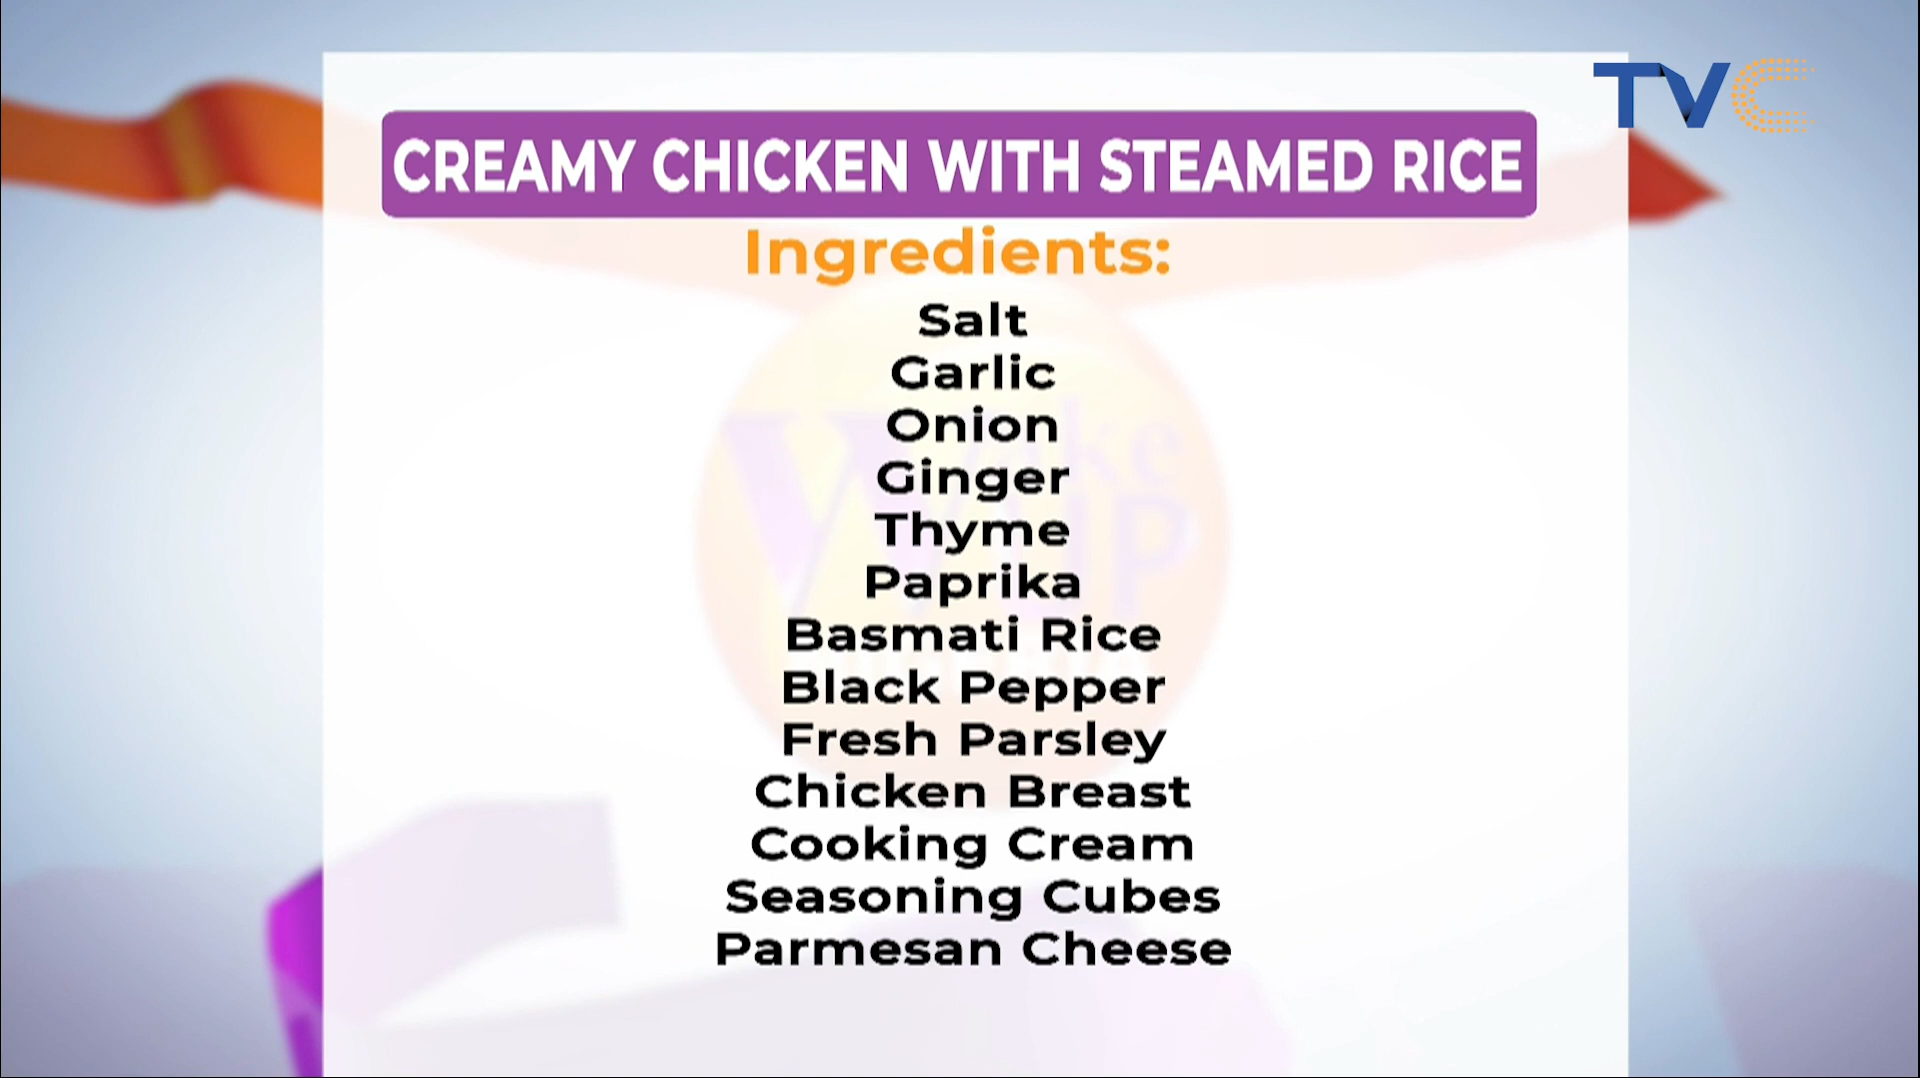 TVC
CREAMY CHICKEN WITH STEAMED RICE
Ingredients:
Salt
Garlic
Onion
Ginger
Thyme
Paprika
Basmati Rice
Black Pepper
Fresh Parsley
Chicken Breast
Cooking Cream
Seasoning Cubes
Parmesan Cheese